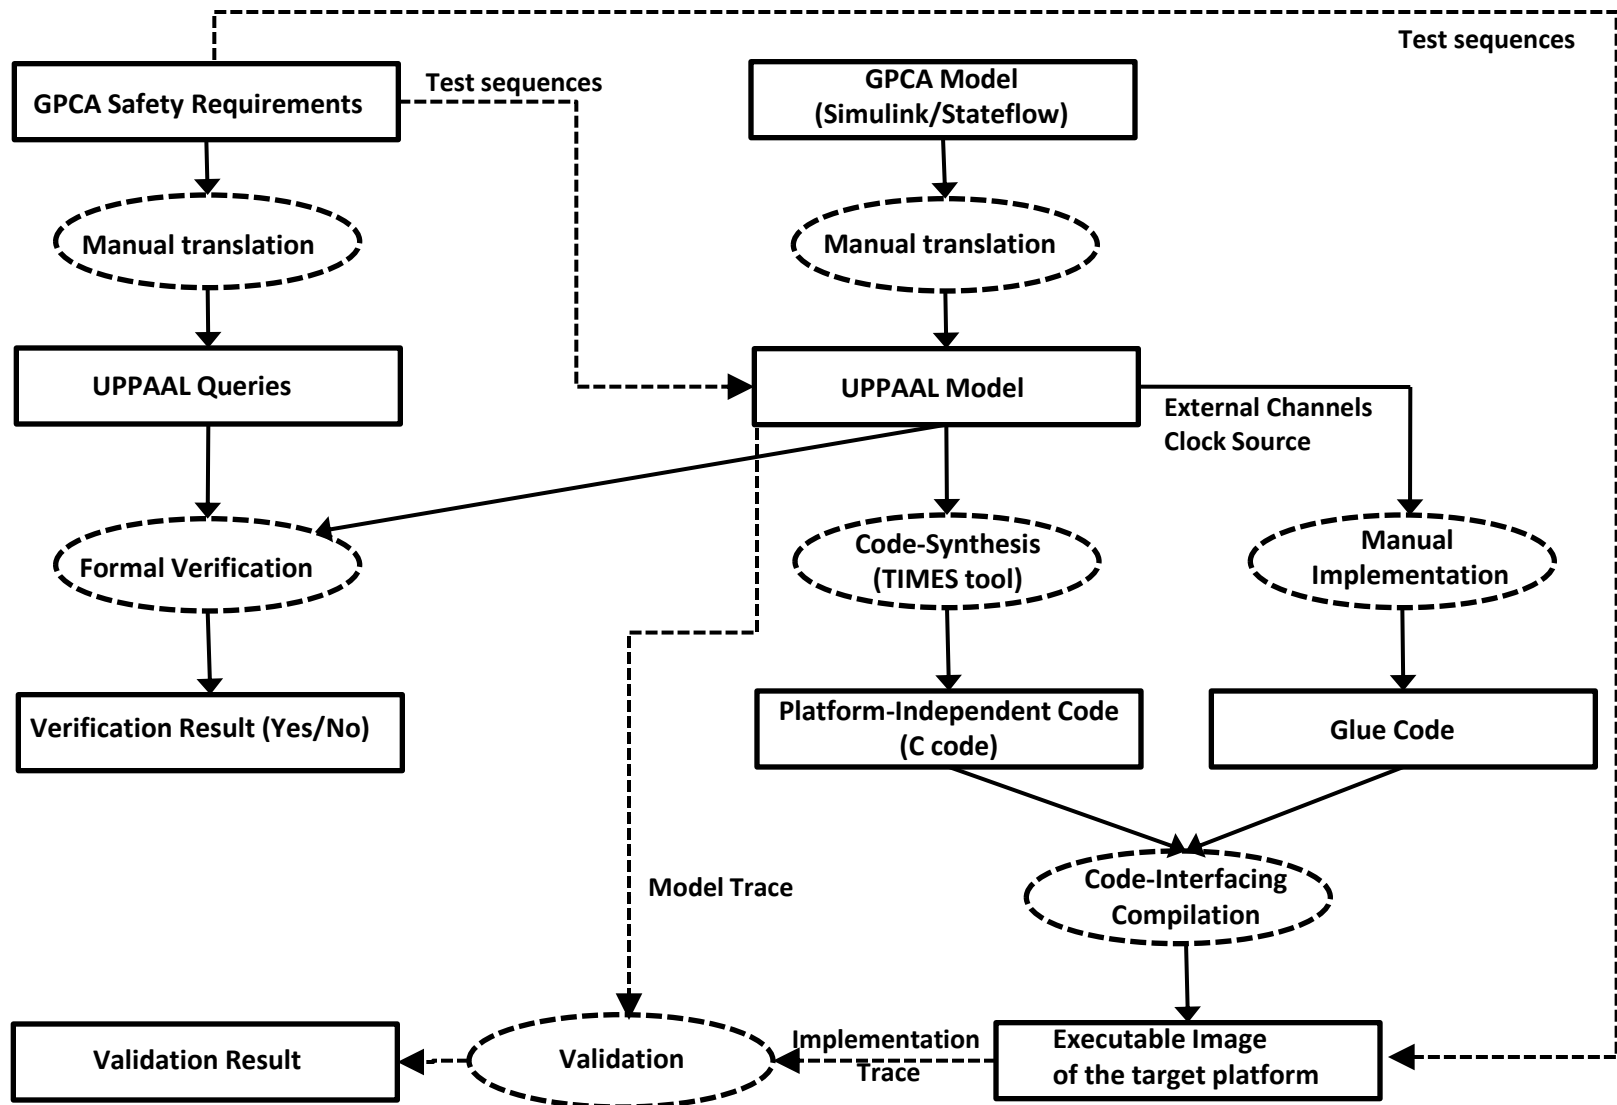 Test sequences
GPCA Safety Requirements
Test sequences
GPCA Model
(Simulink/Stateflow)
Manual translation
Manual translation
UPPAAL Queries
UPPAAL Model
External Channels
Clock Source
Formal Verification
Code-Synthesis
(TIMES tool)
Manual
Implementation
Verification Result (Yes/No)
Platform-Independent Code
(C code)
Glue Code
Model Trace
Code-Interfacing
Compilation
Validation Result
Validation
Implementation
Trace
Executable Image
of the target platform